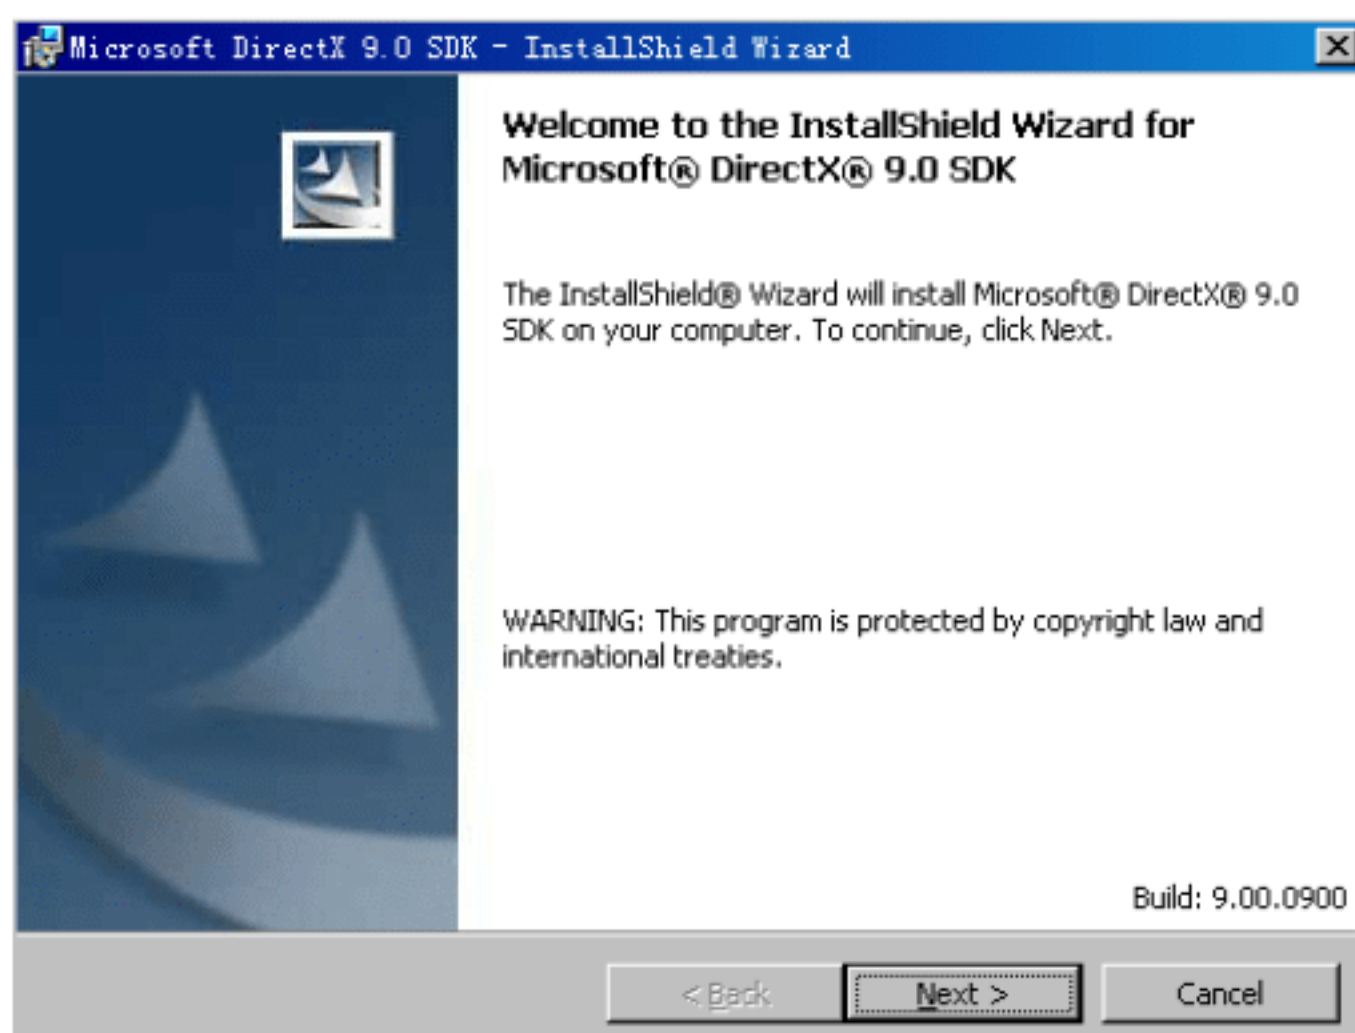 Microsoft DirectX 9.0 SDK - InstallShield Wizard
Welcome to the InstallShield Wizard for
Microsoft® DirectX® 9.0 SDK
The InstallShield® Wizard will install Microsoft® DirectX® 9.0
SDK on your computer. To continue, click Next.
WARNING: This program is protected by copyright law and
international treaties.
Build: 9.00.0900
< Back Next > Cancel